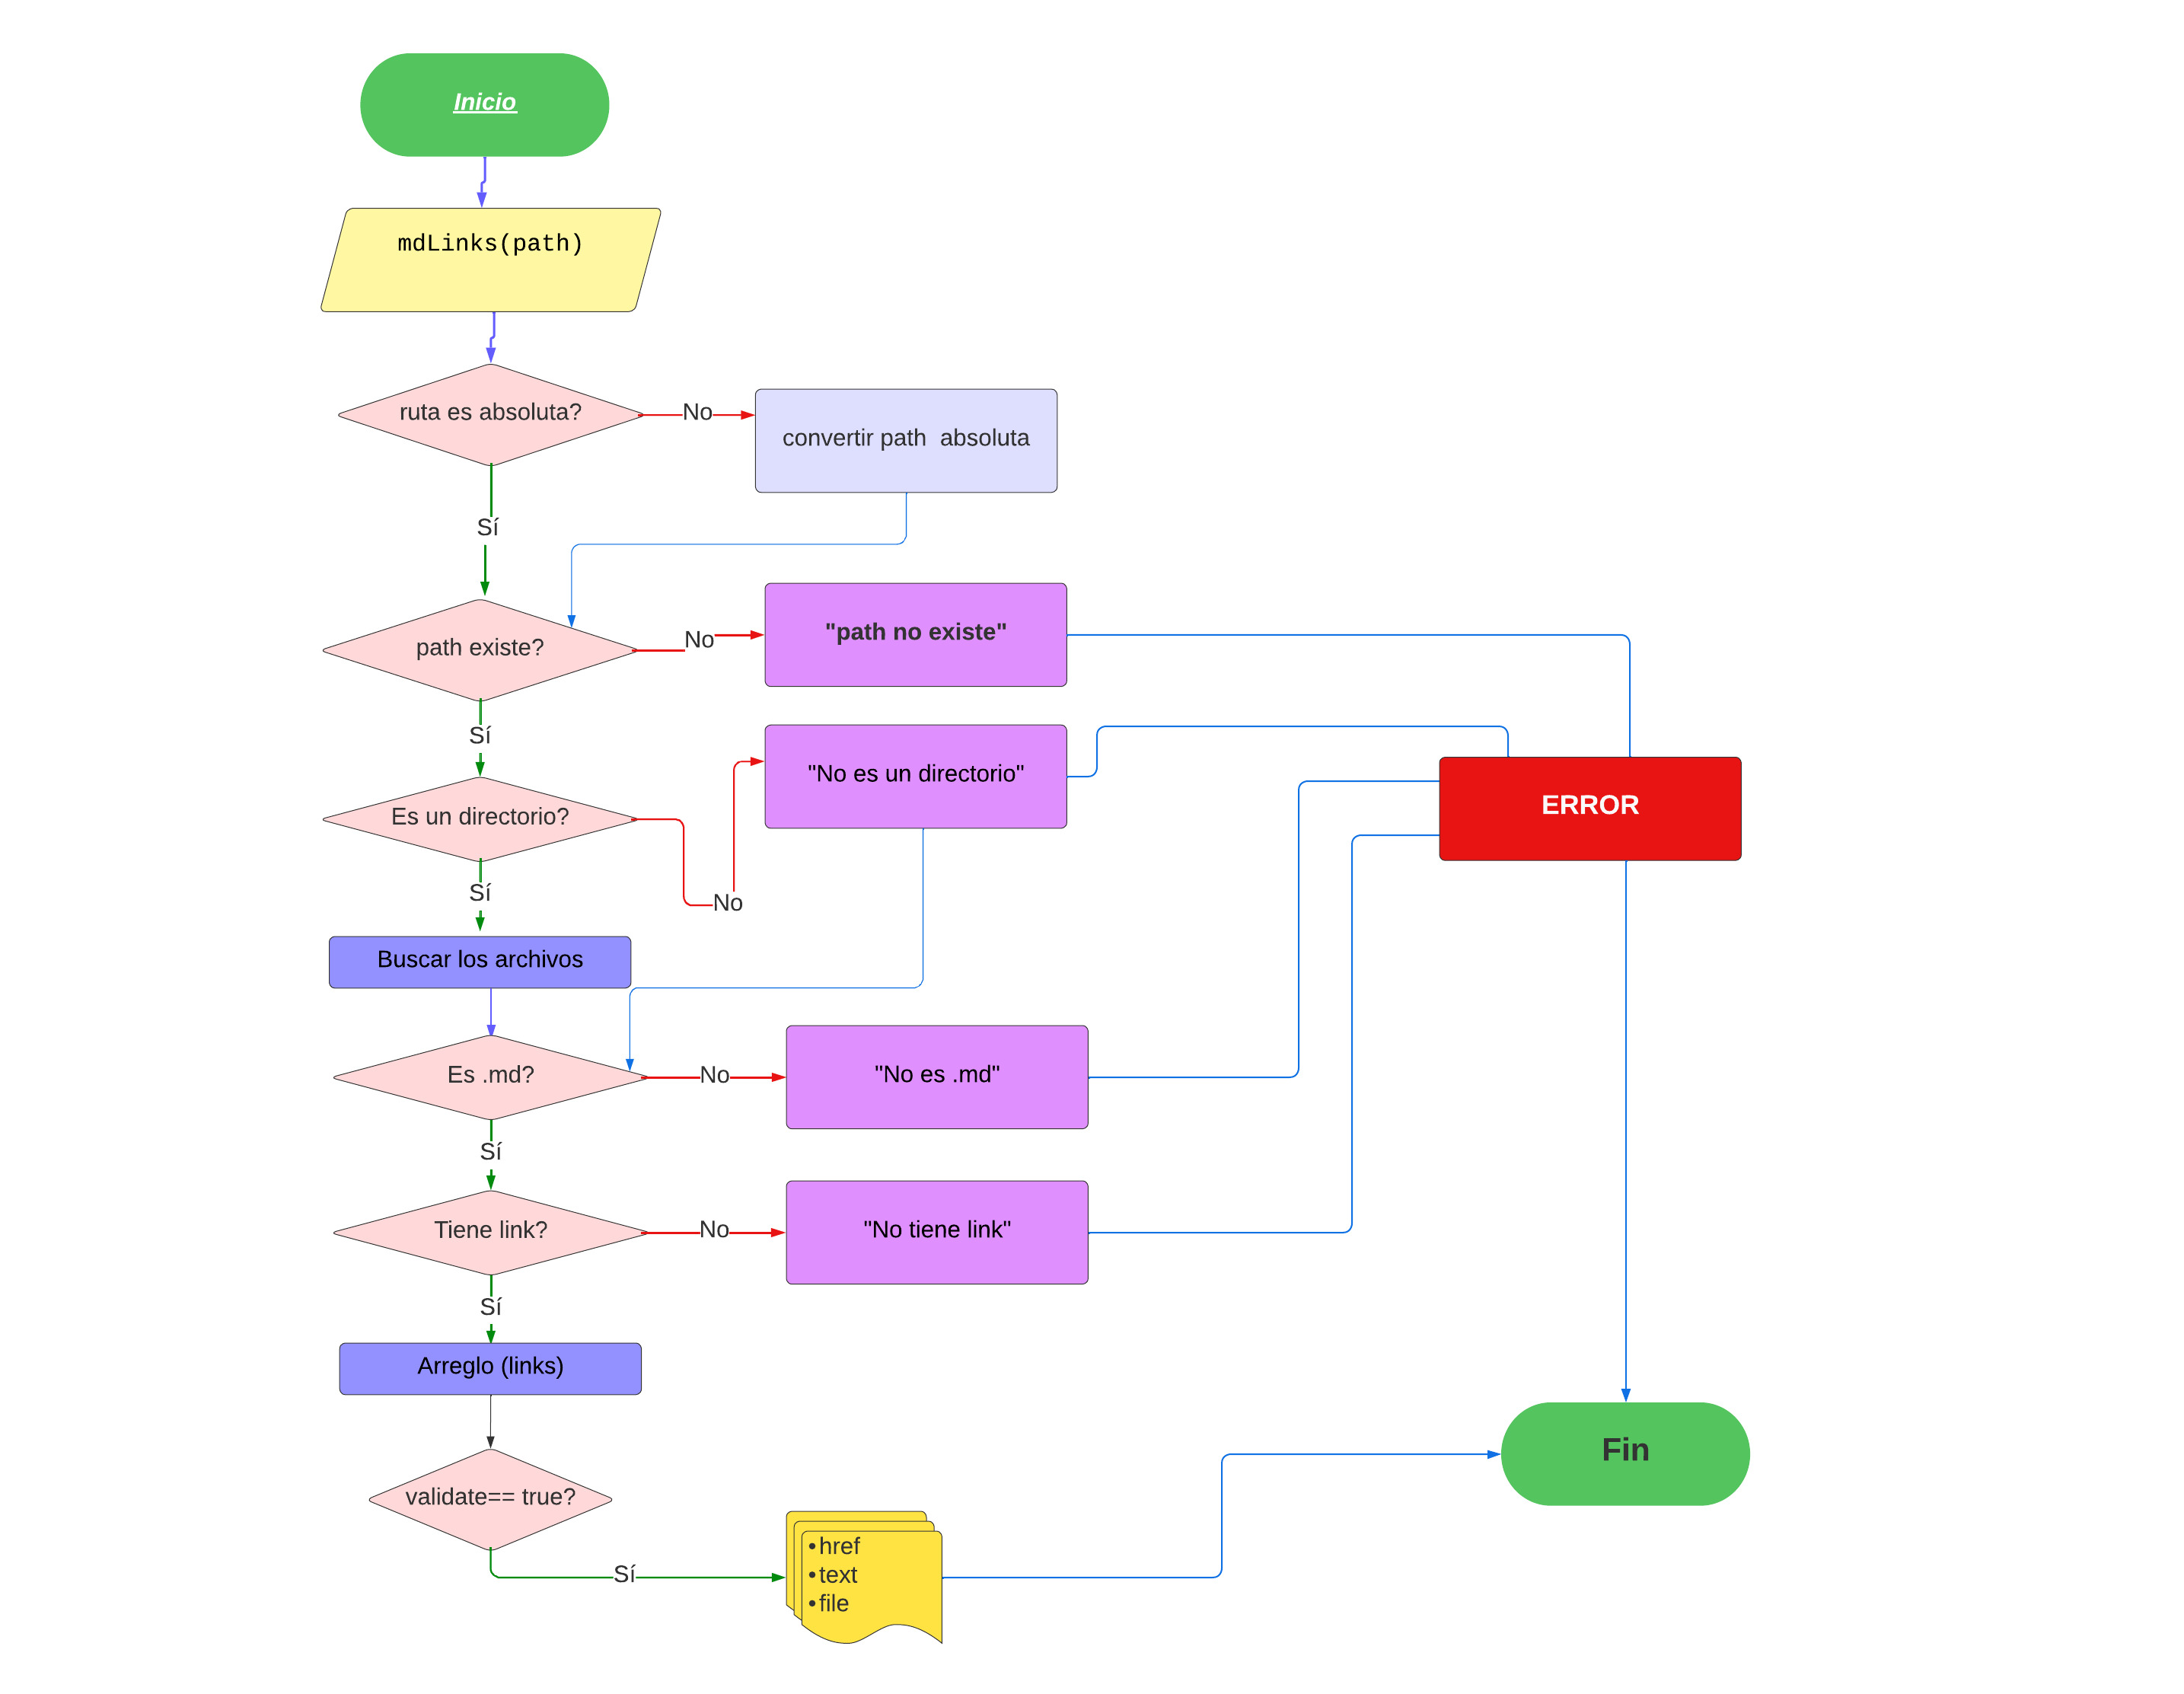 Inicio
mdLinks(path)
ruta es absoluta?
No
convertir path  absoluta
Sí
path existe?
No
"path no existe"
Sí
"No es un directorio"
ERROR
Es un directorio?
Sí
No
Buscar los archivos
Es .md?
No
"No es .md"
Sí
Tiene link?
No
"No tiene link"
Sí
Arreglo (links)
Fin
validate== true?
Sí
•href
•text
•file